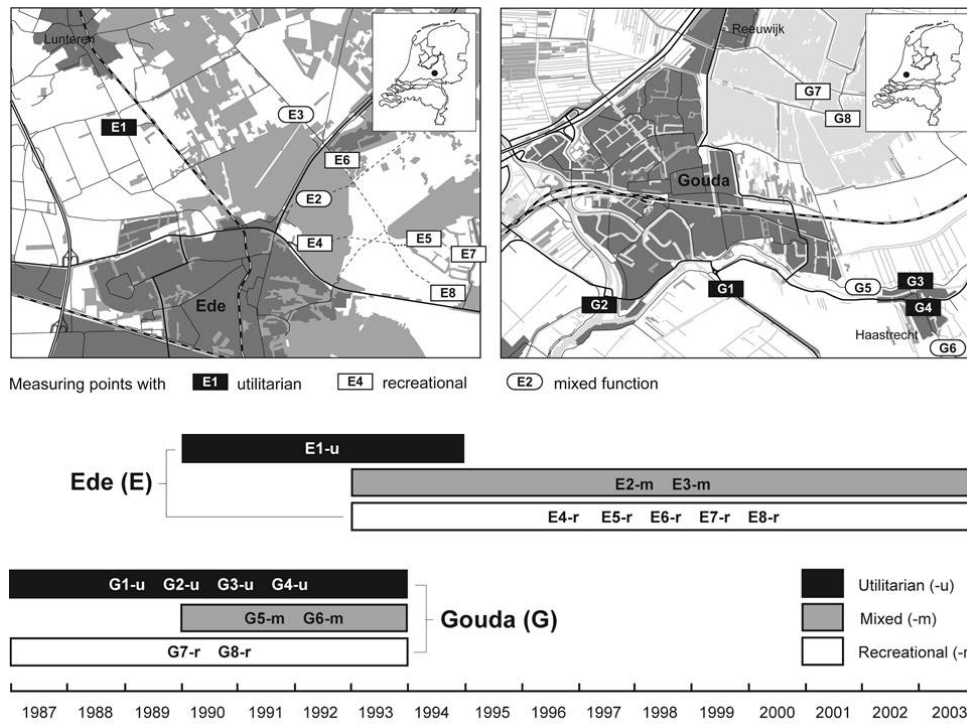 Lunteren
E1
E3
E6
E2
E4
E5
E7
E8
Ede
Reeuwijk
G7
G8
Gouda
G2
G1
G5
G3
G4
Haastrecht
G6
Measuring points with E1 utilitarian E4 recreational E2 mixed function
E1-u
Ede (E)
E2-m E3-m
E4-r E5-r E6-r E7-r E8-r
G1-u G2-u G3-u G4-u
G5-m G6-m
G7-r G8-r
Gouda (G)
Utilitarian (-u)
Mixed (-m)
Recreational (-r
1987 1988 1989 1990 1991 1992 1993 1994 1995 1996 1997 1998 1999 2000 2001 2002 2003